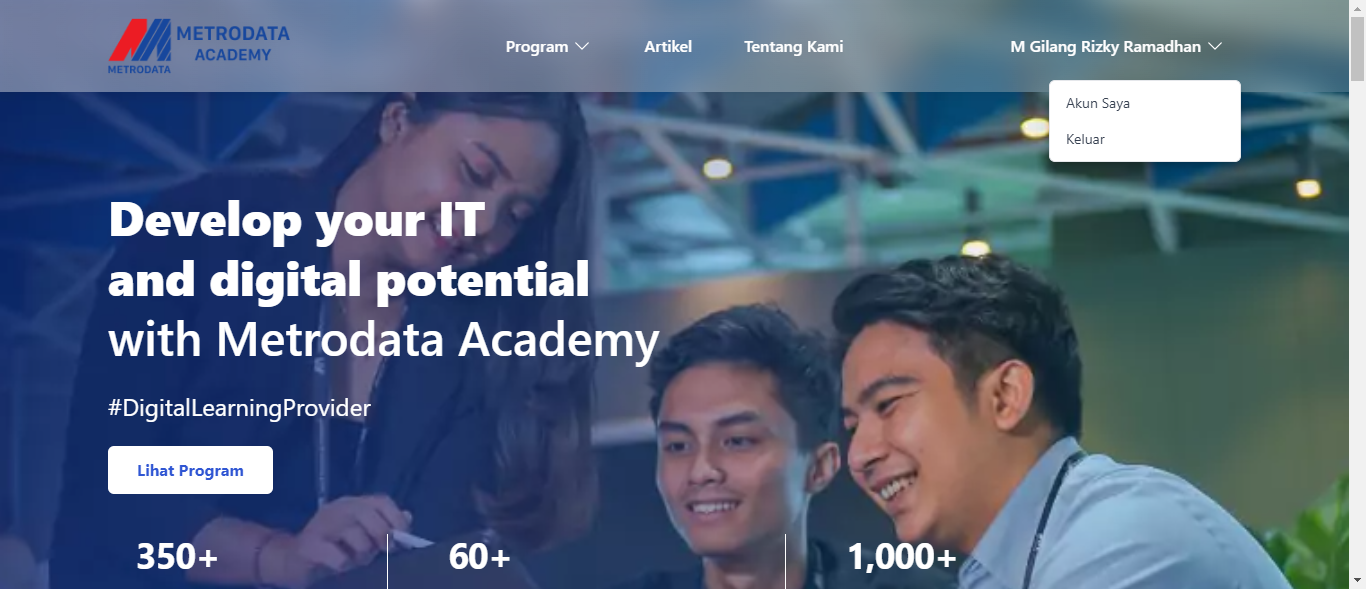 METRODATA
ACADEMY
METRODATA
Program
Artikel
Tentang Kami
M Gilang Rizky Ramadhan
Akun Saya
Keluar
Develop your IT
and digital potential
with Metrodata Academy
#DigitalLearningProvider
Lihat Program
350+
60+
1,000+